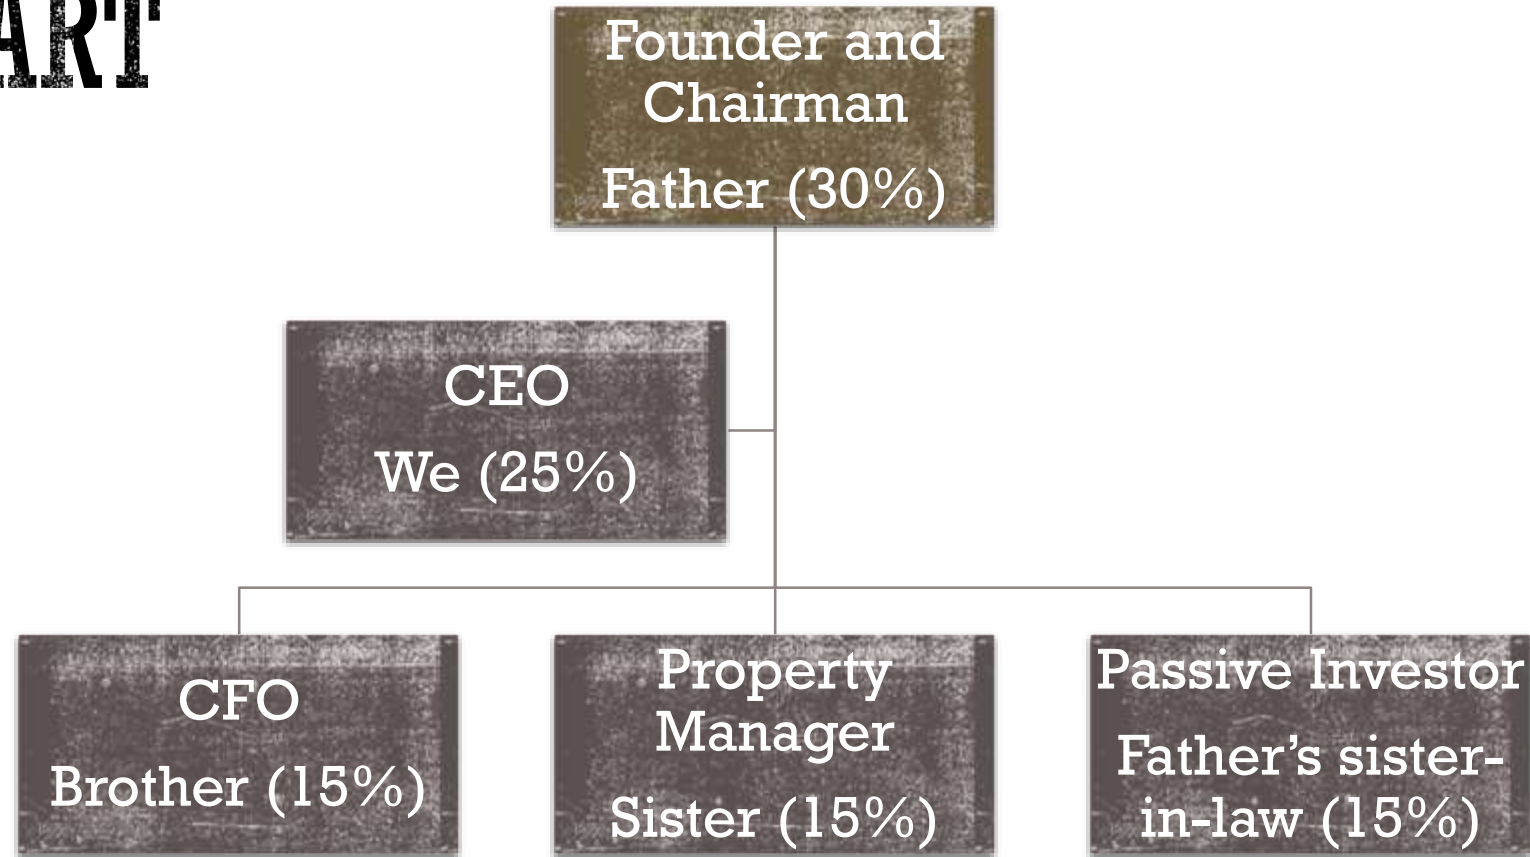 ART
Founder and
Chairman
Father (30%)
CEO
We (25%)
CFO
Brother (15%)
Property
Manager
Sister (15%)
Passive Investor
Father’s sister-
in-law (15%)